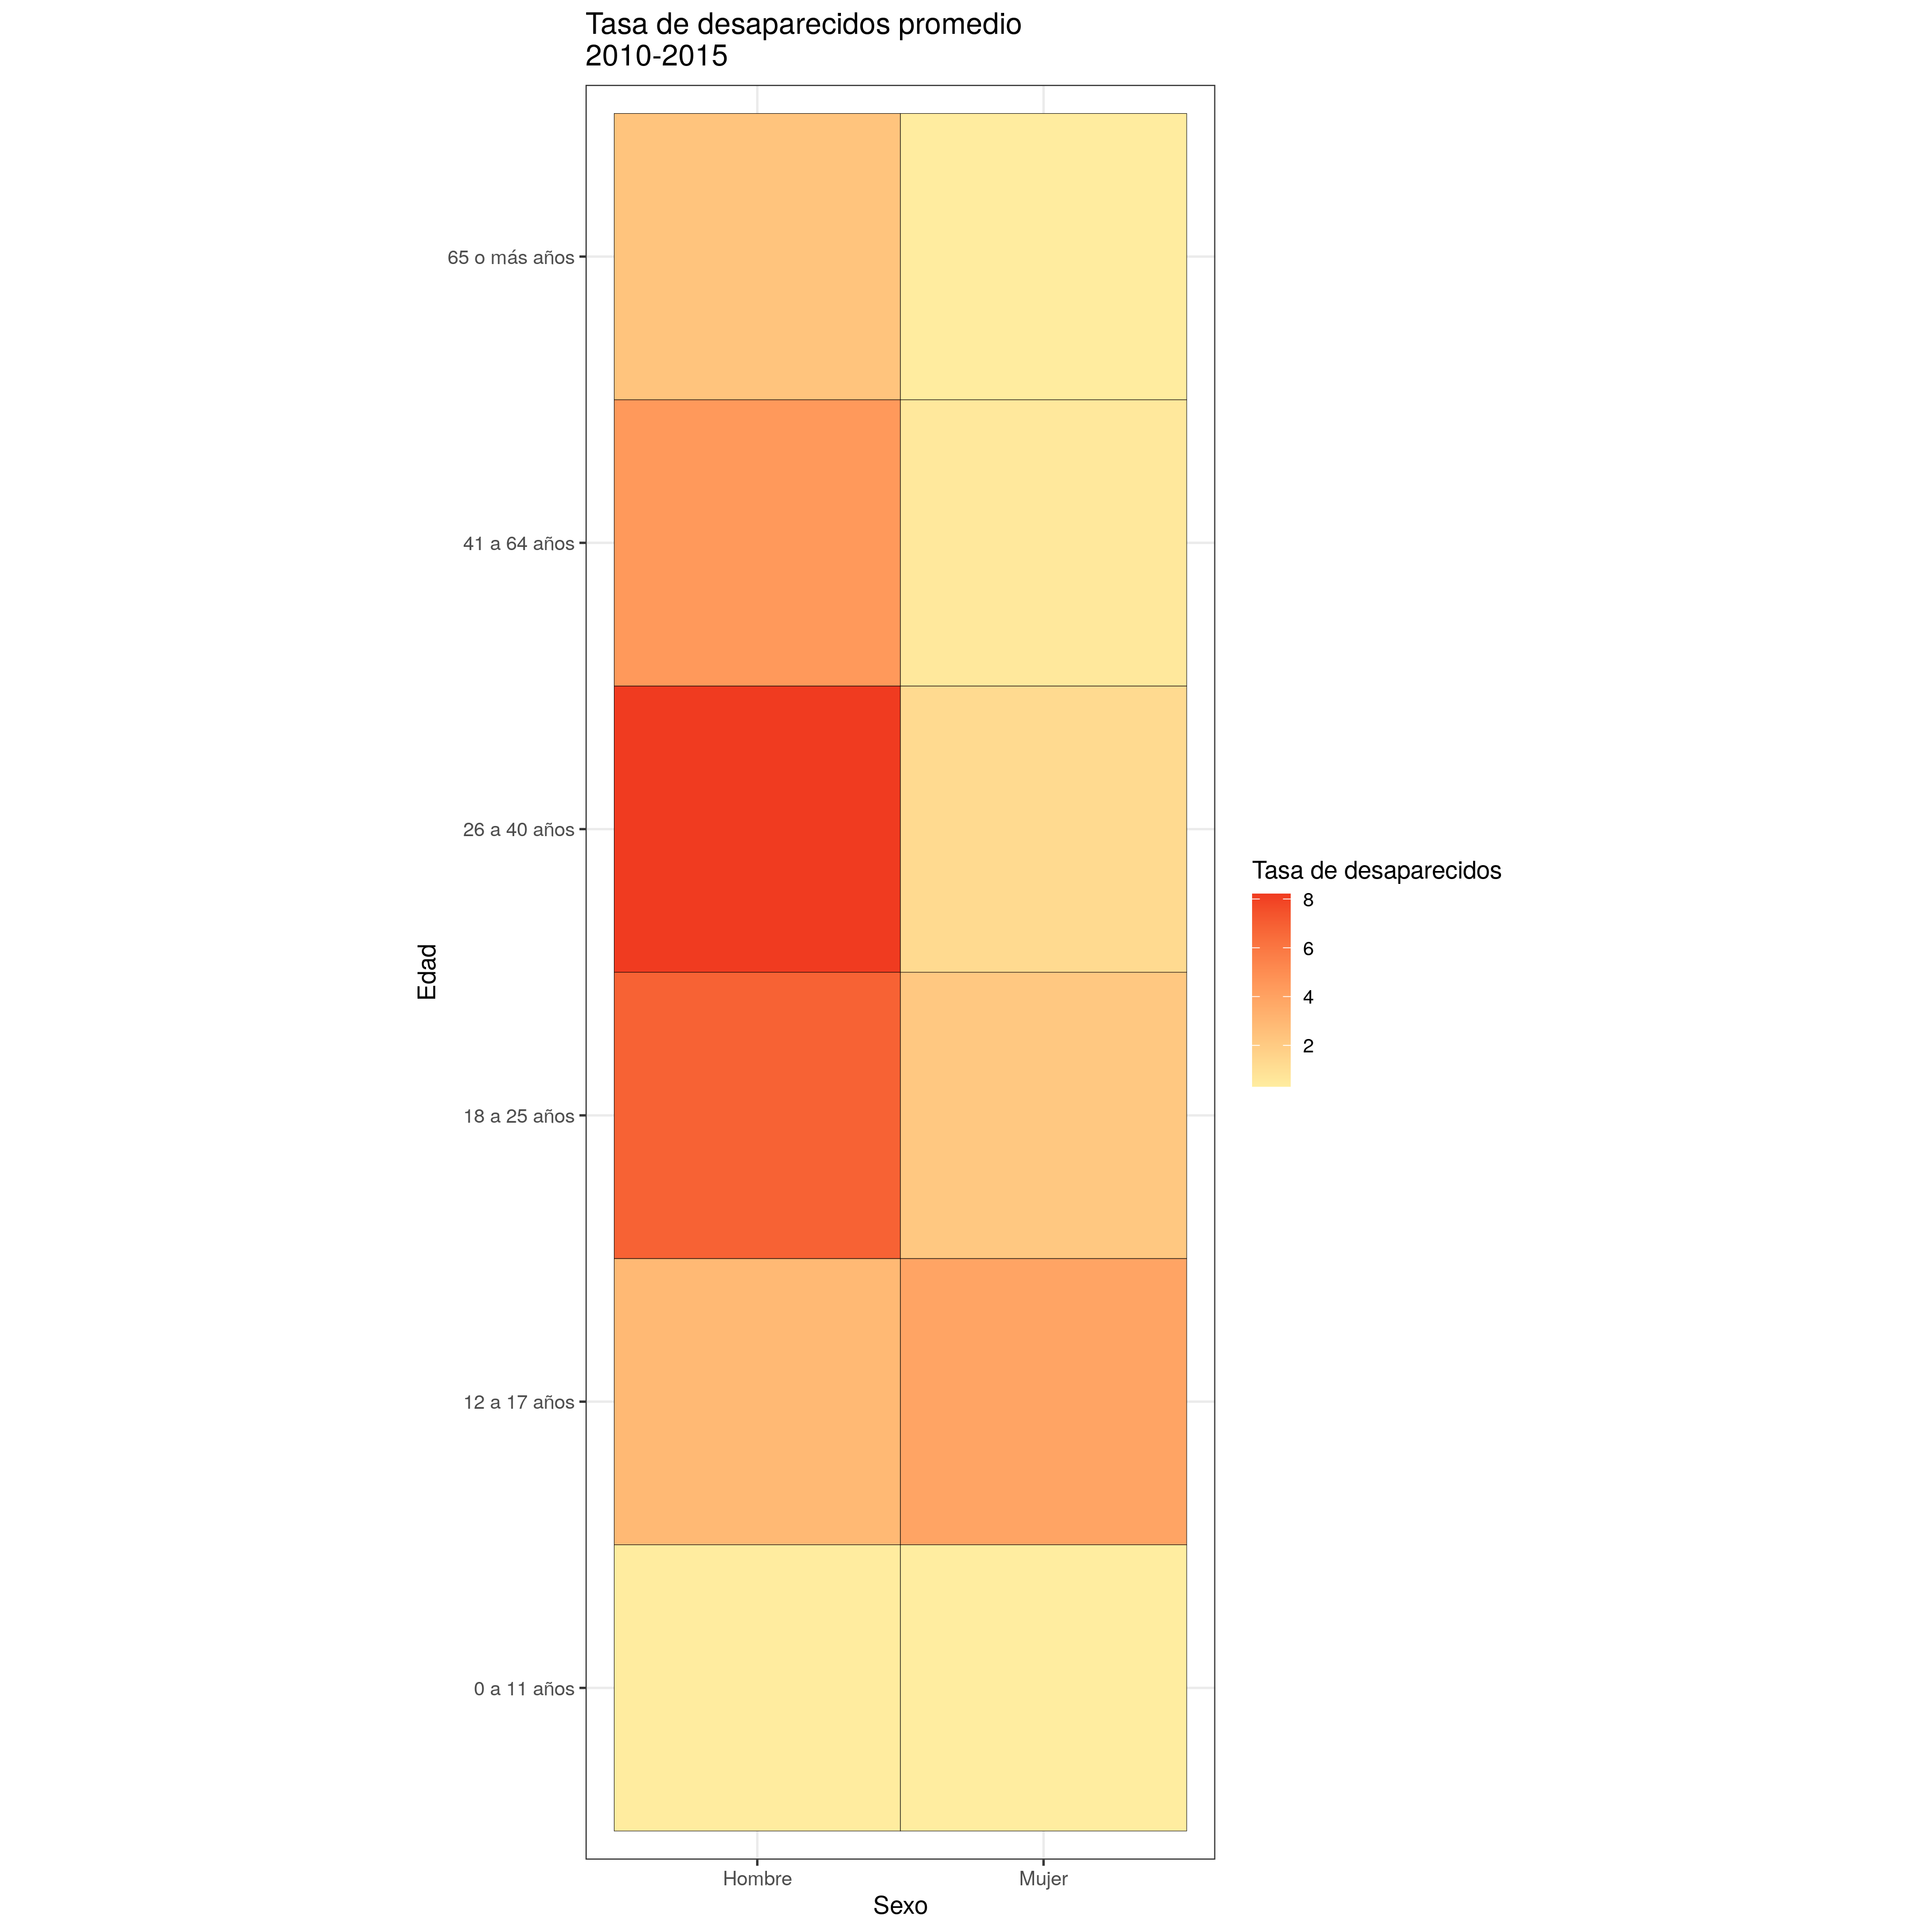 Tasa de desaparecidos promedio
2010-2015
65 o más años
41 a 64 años
26 a 40 años
18 a 25 años
12 a 17 años
0 a 11 años
Edad
Hombre
Mujer
Sexo
Tasa de desaparecidos
8
6
4
2